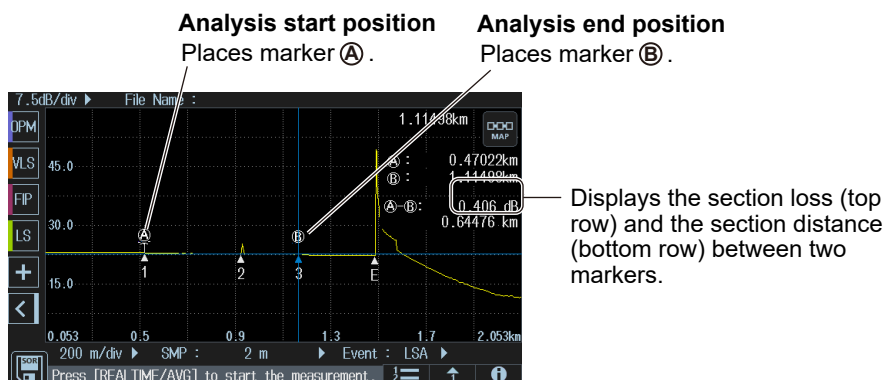 Analysis start position
Places marker Ⓐ.
Analysis end position
Places marker Ⓑ.
7.5dB/div ▶ File Name :
1.11498km
MAP
OPM
VLS
FIP
LS
+
<
45.0
30.0
15.0
Ⓐ : 0.47022km
Ⓑ : 1.11498km
Ⓐ-Ⓑ: 0.406 dB
0.64476 km
Ⓐ
Ⓑ
1
2
3
E
0.053 0.5 0.9 1.3 1.7 2.053km
200 m/div ▶ SMP : 2 m ▶ Event : LSA ▶
SOR
Press [REALTIME/AVG] to start the measurement.
1
2
Displays the section loss (top
row) and the section distance
(bottom row) between two
markers.